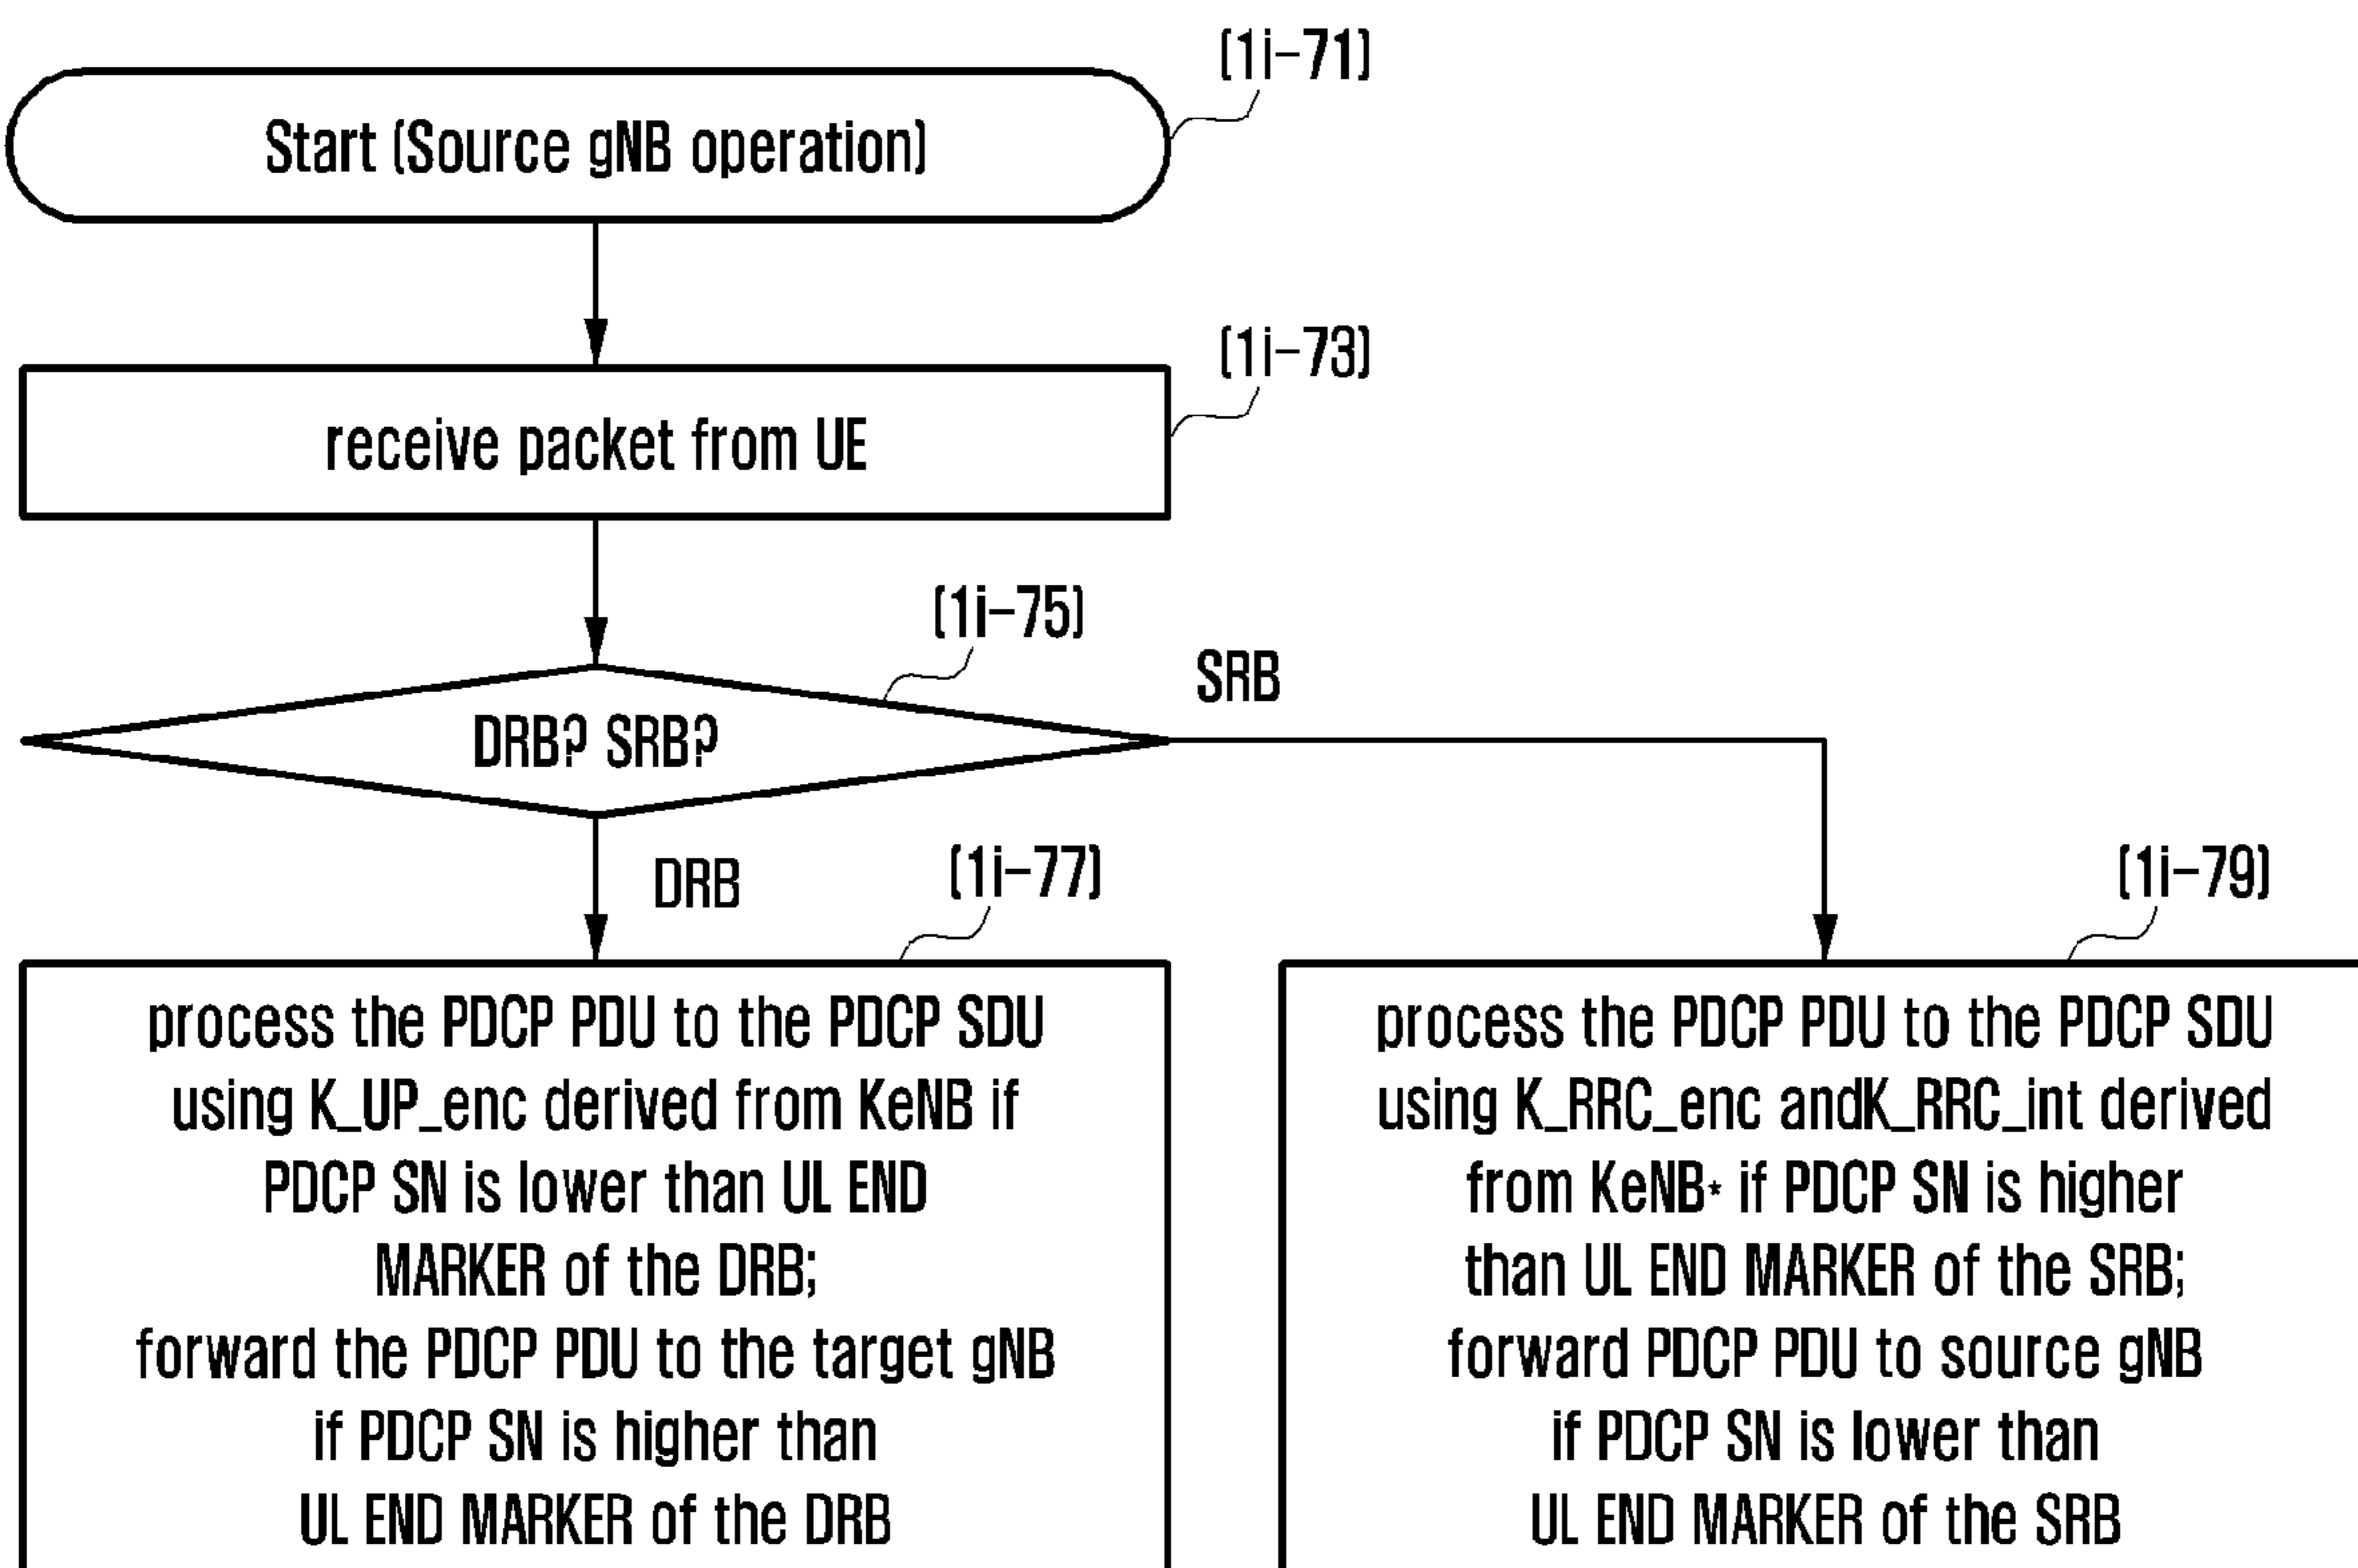 (1i-71)
Start (Source gNB operation)
(1i-73)
receive packet from UE
(1i-75)
SRB
DRB? SRB?
DRB
(1i-77)
(1i-79)
process the PDCP PDU to the PDCP SDU
using K_UP_enc derived from KeNB if
PDCP SN is lower than UL END
MARKER of the DRB;
forward the PDCP PDU to the target gNB
if PDCP SN is higher than
UL END MARKER of the DRB
process the PDCP PDU to the PDCP SDU
using K_RRC_enc andK_RRC_int derived
from KeNB* if PDCP SN is higher
than UL END MARKER of the SRB;
forward PDCP PDU to source gNB
if PDCP SN is lower than
UL END MARKER of the SRB